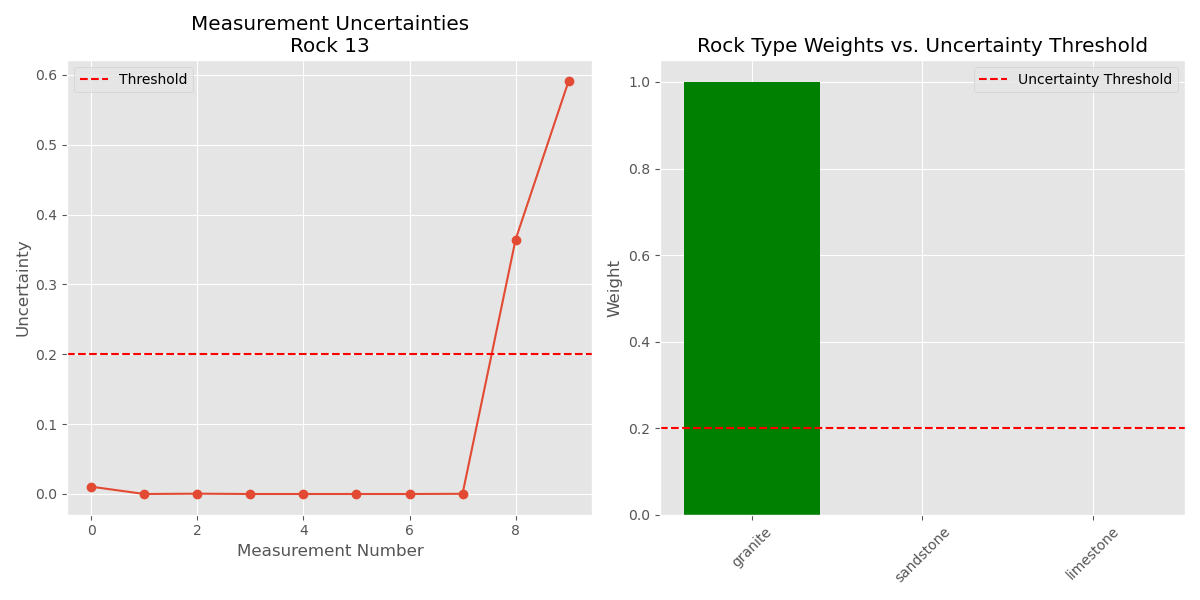 Measurement Uncertainties
Rock 13
Threshold
0.6
0.5
0.4
0.3
0.2
0.1
0.0
Uncertainty
0 2 4 6 8
Measurement Number
Rock Type Weights vs. Uncertainty Threshold
Uncertainty Threshold
1.0
0.8
0.6
0.4
0.2
0.0
Weight
granite
sandstone
limestone